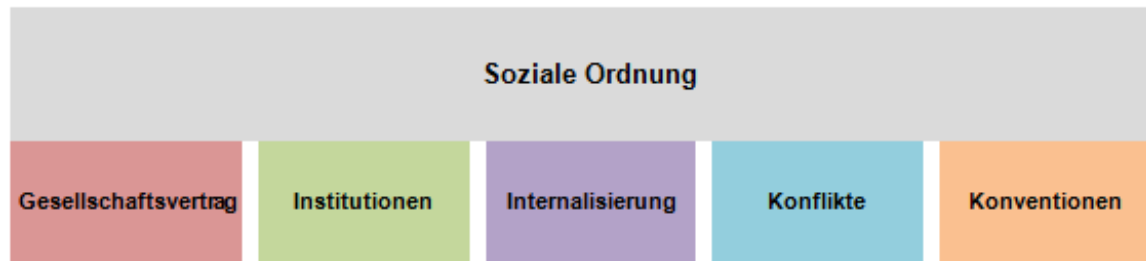 Soziale Ordnung
Gesellschaftsvertrag
Institutionen
Internalisierung
Konflikte
Konventionen